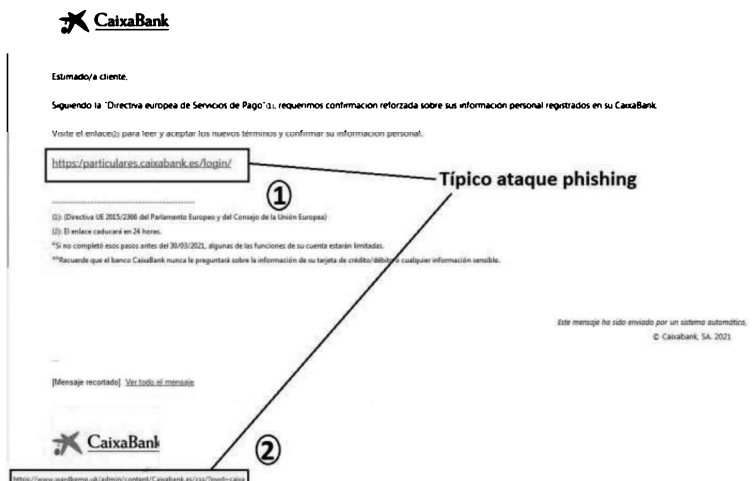 CaixaBank
Estimado/a cliente,
Siguiendo la "Directiva europea de Servicios de Pago"(1), requerimos confirmación reforzada sobre sus información personal registrados en su CaixaBank.
Visite el enlace(2) para leer y aceptar los nuevos términos y confirmar su información personal.
https:/particulares.caixabank.es/login/
Típico ataque phishing
1
(1): (Directiva UE 2015/2366 del Parlamento Europeo y del Consejo de la Unión Europea)
(2): El enlace caducará en 24 horas.
*Si no completó esos pasos antes del 30/03/2021, algunas de las funciones de su cuenta estarán limitadas.
**Recuerde que el banco CaixaBank nunca le preguntará sobre la información de su tarjeta de crédito/débito o cualquier información sensible.
Este mensaje ha sido enviado por un sistema automático,
© Caixabank, SA. 2021
...
[Mensaje recortado] Ver todo el mensaje
CaixaBank
2